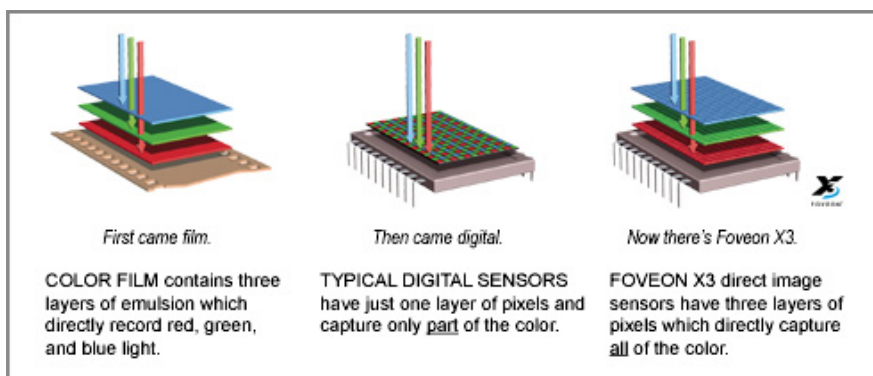 First came film.
COLOR FILM contains three
layers of emulsion which
directly record red, green,
and blue light.
Then came digital.
TYPICAL DIGITAL SENSORS
have just one layer of pixels and
capture only part of the color.
X3
FOVEON
Now there's Foveon X3.
FOVEON X3 direct image
sensors have three layers of
pixels which directly capture
all of the color.